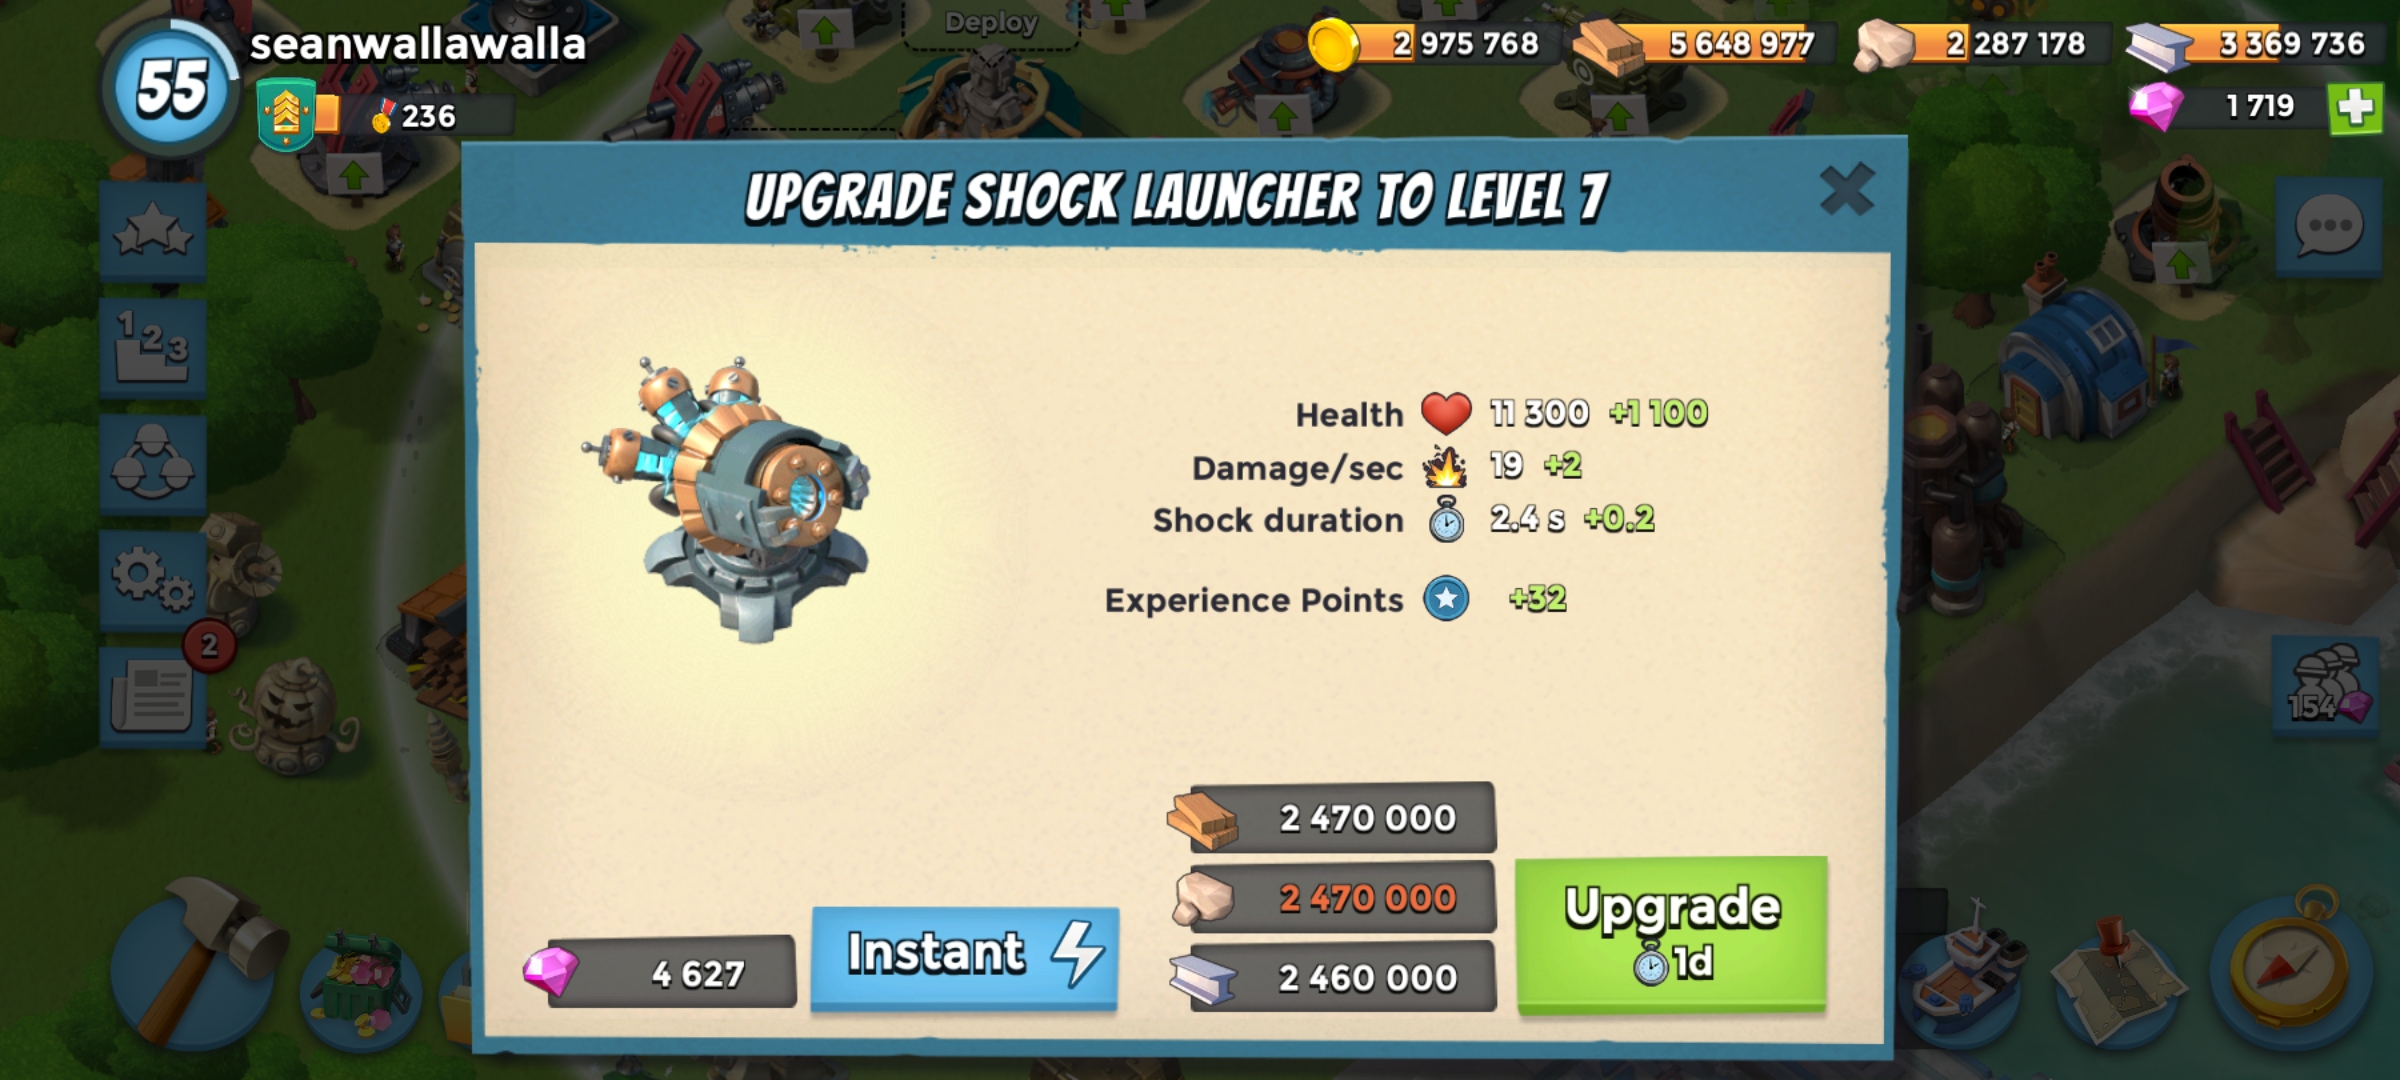 55
seanwallawalla
236
Deploy
2 975 768
5 648 977
2 287 178
3 369 736
1 719
UPGRADE SHOCK LAUNCHER TO LEVEL 7
1 2 3
2
Health 11 300 +1 100
Damage/sec 19 +2
Shock duration 2.4 s +0.2
Experience Points +32
154
2 470 000
2 470 000
2 460 000
4 627
Instant
Upgrade
1d